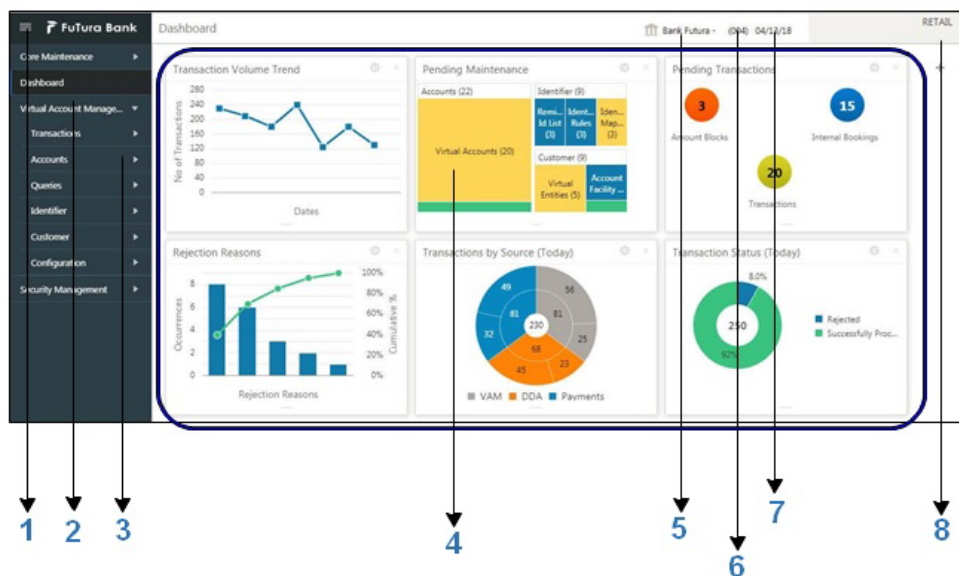 FuTura Bank
Dashboard
Bank Futura - (004) 04/13/18
RETAIL
Core Maintenance
Dashboard
Virtual Account Manage...
Transactions
Accounts
Queries
Identifier
Customer
Configuration
Security Management
Transaction Volume Trend
No of Transactions
280
240
200
160
120
80
40
0
Dates
Pending Maintenance
Accounts (22)
Virtual Accounts (20)
Identifier (9)
Remi... Id List (3)
Ident... Rules (3)
Iden... Map... (3)
Customer (9)
Virtual Entities (5)
Account Facility ...
Pending Transactions
3
Amount Blocks
15
Internal Bookings
20
Transactions
Rejection Reasons
Occurrences
8
6
4
2
0
100%
80%
60%
40%
20%
0%
Cumulative %
Rejection Reasons
Transactions by Source (Today)
49
56
81
81
230
32
25
68
45
23
VAM DDA Payments
Transaction Status (Today)
8.0%
250
92%
Rejected
Successfully Proc...
1
2
3
4
5
6
7
8